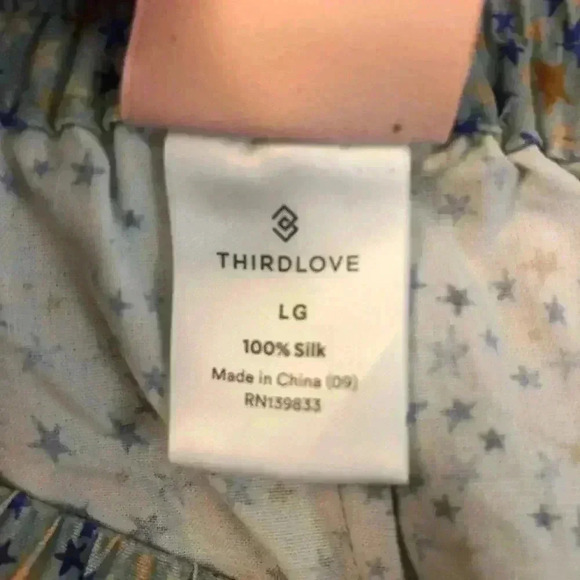 THIRDLOVE
LG
100% Silk
Made in China (09)
RN139833